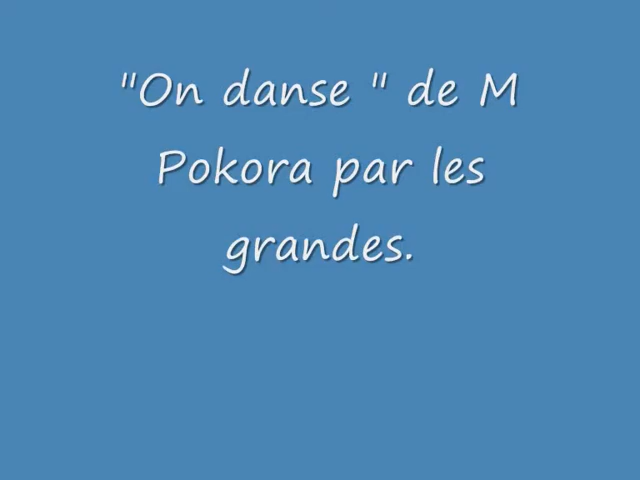 "On danse " de M
Pokora par les
grandes.